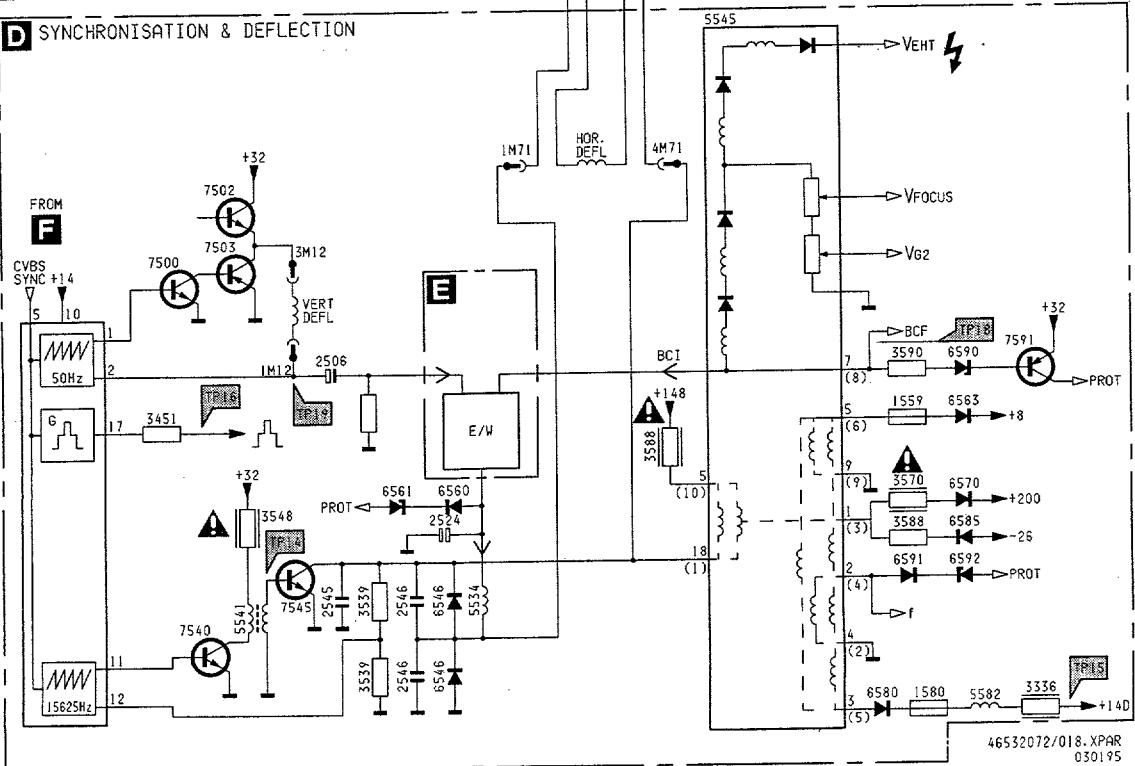 D SYNCHRONISATION & DEFLECTION
5545
VEHT
HOR.
DEFL
1M71
4M71
+32
7502
FROM
F
7503
3M12
VFOCUS
7500
CVBS
SYNC
+14
VERT
DEFL
VG2
E
5
10
1
+32
BCF
TP18
7591
2506
BCI
7
(8)
3590
6590
PROT
50Hz
2
1M12
+148
TP16
TP19
1559
6563
+8
5
(6)
G
17
3451
E/W
3588
9
(9)
3570
6570
+200
+32
5
(10)
PROT
6561
6560
1
(3)
3588
6585
-26
3548
2524
TP14
18
(1)
2
(4)
6591
6592
PROT
7545
2545
3539
2546
6546
5534
f
5541
7540
4
(2)
11
3539
2546
6546
TP15
15625Hz
12
3
(5)
6580
1580
5582
3336
+14D
46532072/018.XPAR
030195